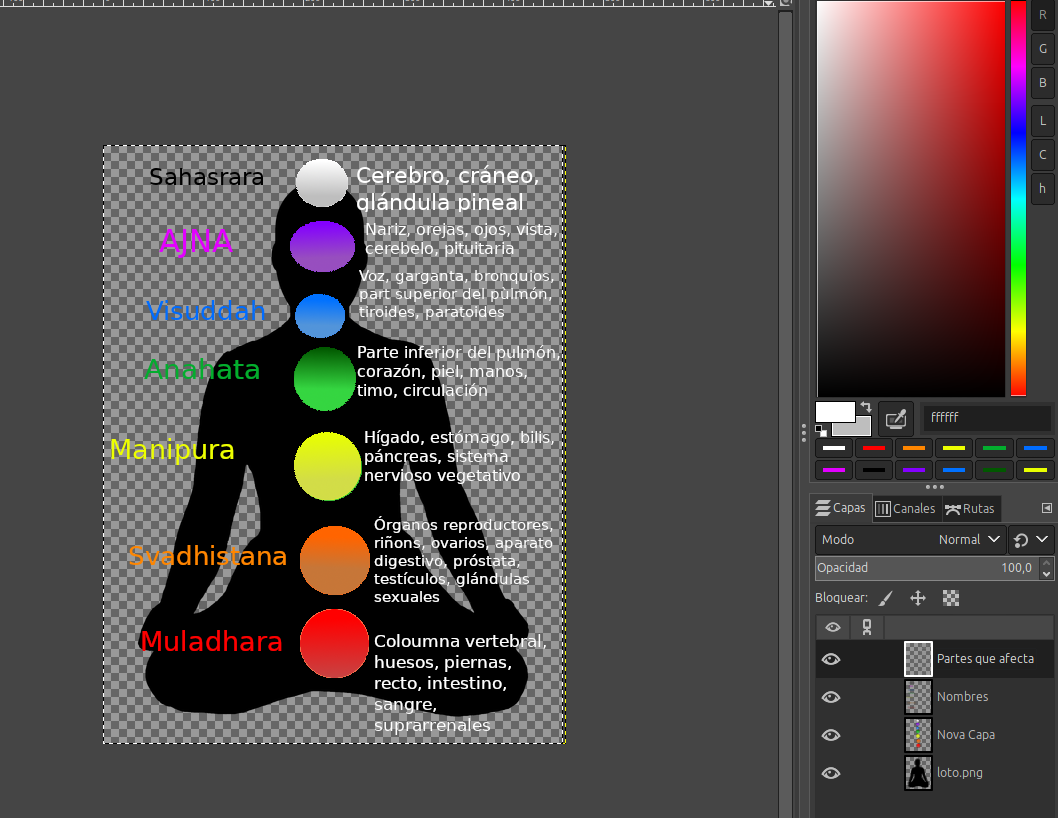 Sahasrara
Cerebro, cráneo,
glándula pineal
AJNA
Nariz, orejas, ojos, vista,
cerebelo, pituitaria
Voz, garganta, bronquios,
part superior del pulmón,
tiroides, paratoides
Visuddah
Anahata
Parte inferior del pulmón,
corazón, piel, manos,
timo, circulación
Manipura
Hígado, estómago, bilis,
páncreas, sistema
nervioso vegetativo
Svadhistana
Órganos reproductores,
riñons, ovarios, aparato
digestivo, próstata,
testículos, glándulas
sexuales
Muladhara
Coloumna vertebral,
huesos, piernas,
recto, intestino,
sangre,
suprarrenales
R
G
B
L
C
h
ffffff
Capas
Canales
Rutas
Modo
Normal
Opacidad
100,0
Bloquear:
Partes que afecta
Nombres
Nova Capa
loto.png